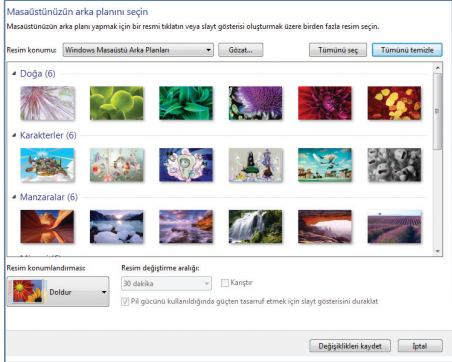 Masaüstünüzün arka planını seçin
Masaüstünüzün arka planı yapmak için bir resmi tıklatın veya slayt gösterisi oluşturmak üzere birden fazla resim seçin.
Resim konumu: Windows Masaüstü Arka Planları Gözat... Tümünü seç Tümünü temizle
Doğa (6)
Karakterler (6)
Manzaralar (6)
Resim konumlandırması: Resim değiştirme aralığı:
Doldur 30 dakika Karıştır
Pil gücünü kullanıldığında güçten tasarruf etmek için slayt gösterisini duraklat
Değişiklikleri kaydet İptal